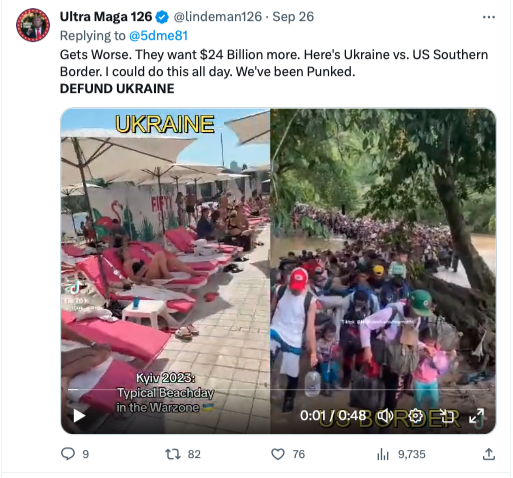 Ultra Maga 126 @lindeman126 · Sep 26
Replying to @5dme81
Gets Worse. They want $24 Billion more. Here's Ukraine vs. US Southern
Border. I could do this all day. We've been Punked.
DEFUND UKRAINE
UKRAINE
TikTok
Kyiv 2023:
Typical Beachday
in the Warzone
US BORDER
0:01 / 0:48
9 82 76 9,735